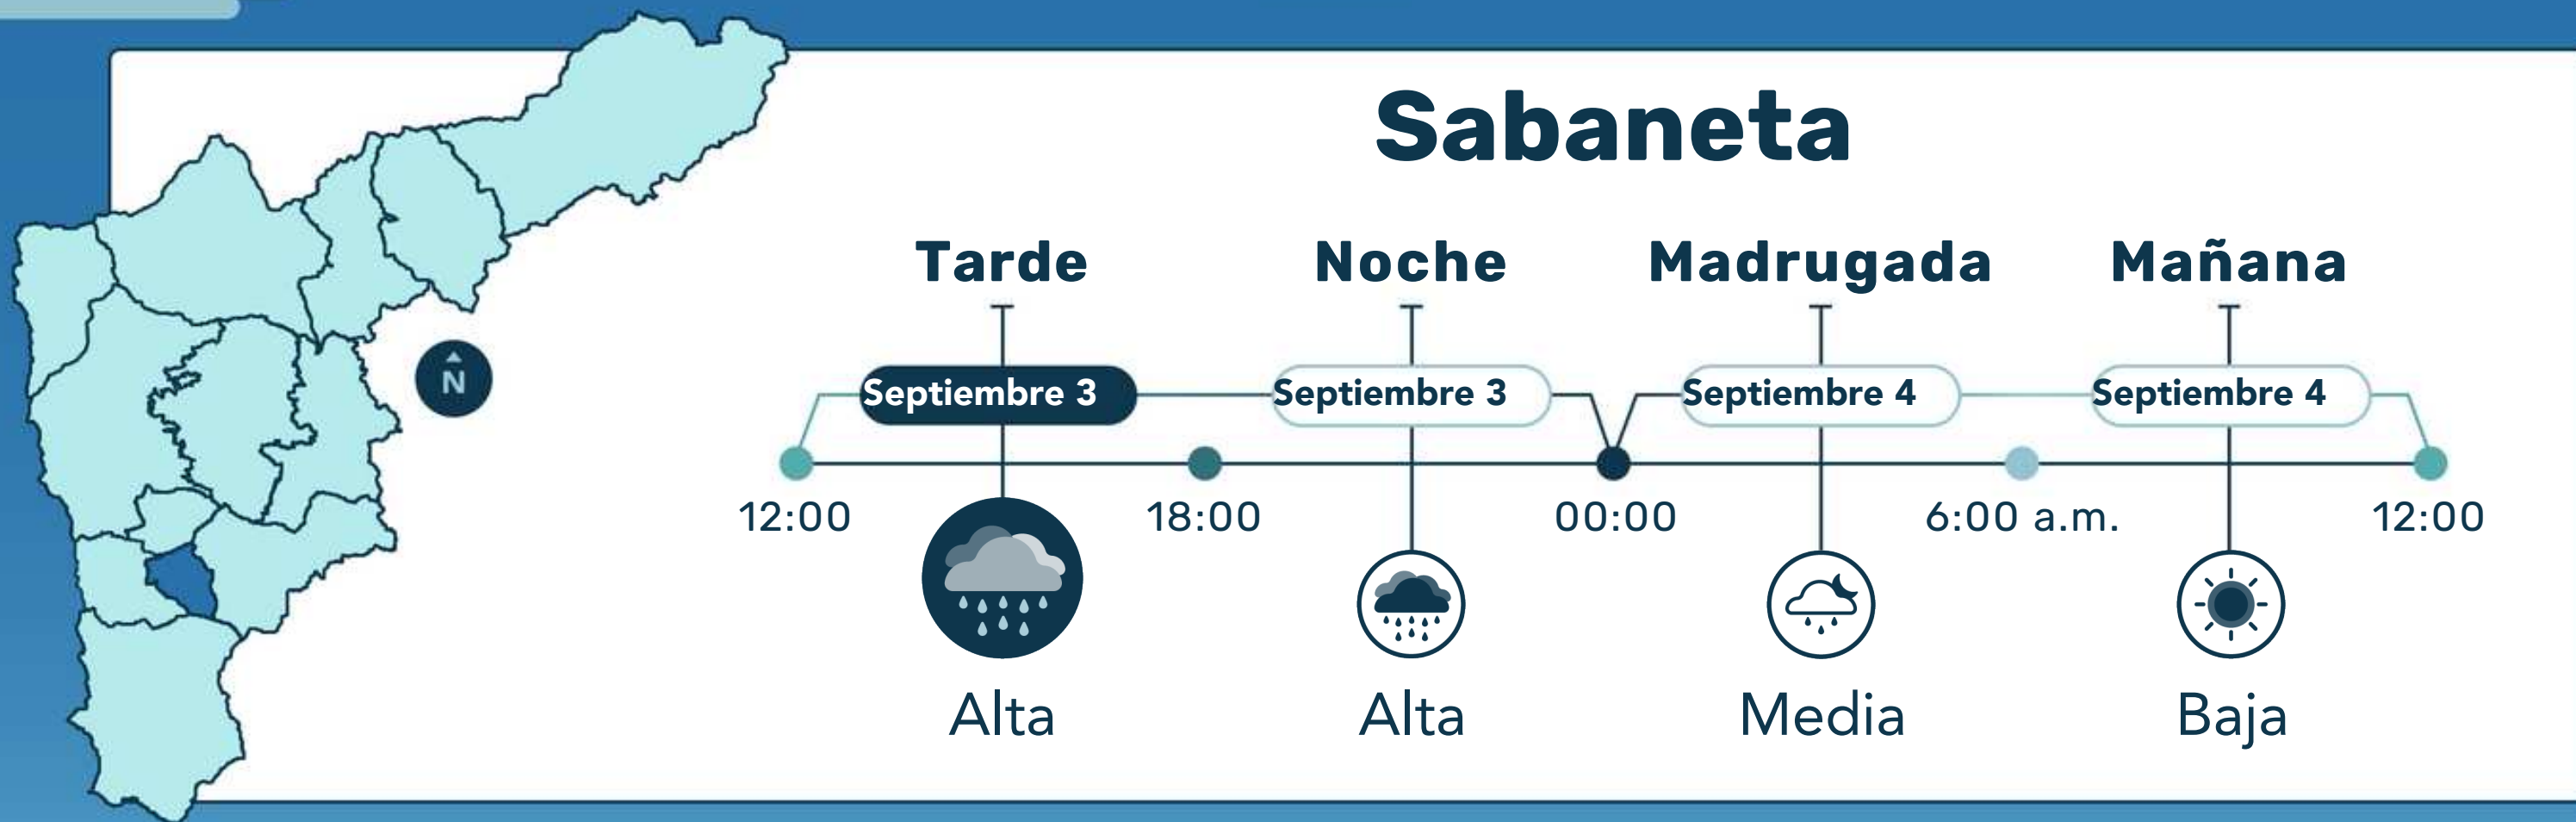 Sabaneta
Tarde Noche Madrugada Mañana
N
Septiembre 3 Septiembre 3 Septiembre 4 Septiembre 4
12:00 18:00 00:00 6:00 a.m. 12:00
Alta Alta Media Baja